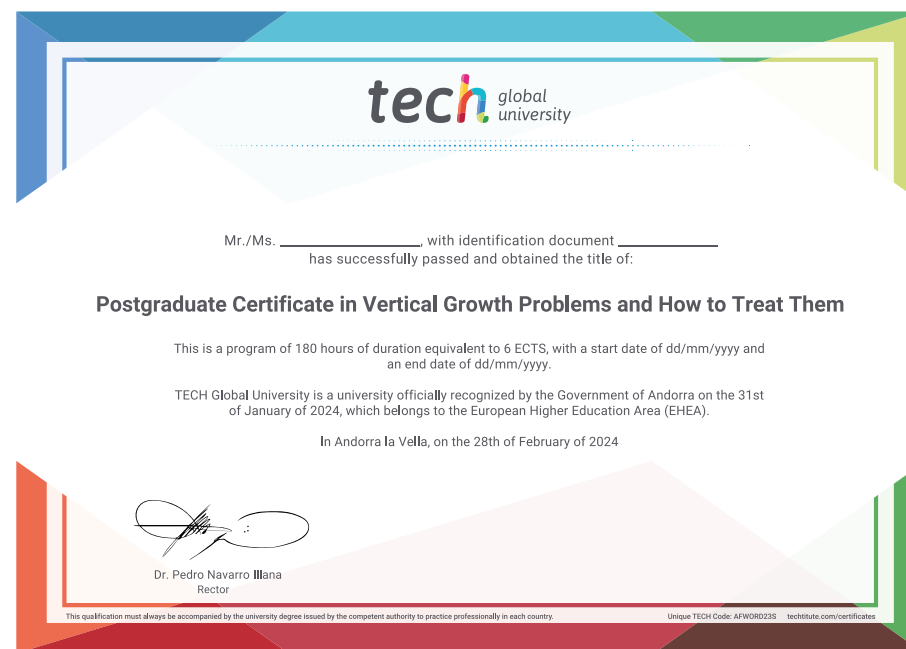 tech global university
Mr./Ms. ____________, with identification document ____________
has successfully passed and obtained the title of:
Postgraduate Certificate in Vertical Growth Problems and How to Treat Them
This is a program of 180 hours of duration equivalent to 6 ECTS, with a start date of dd/mm/yyyy and
an end date of dd/mm/yyyy.
TECH Global University is a university officially recognized by the Government of Andorra on the 31st
of January of 2024, which belongs to the European Higher Education Area (EHEA).
In Andorra la Vella, on the 28th of February of 2024
Dr. Pedro Navarro Illana
Rector
This qualification must always be accompanied by the university degree issued by the competent authority to practice professionally in each country.
Unique TECH Code: AFWORD23S techtitute.com/certificates